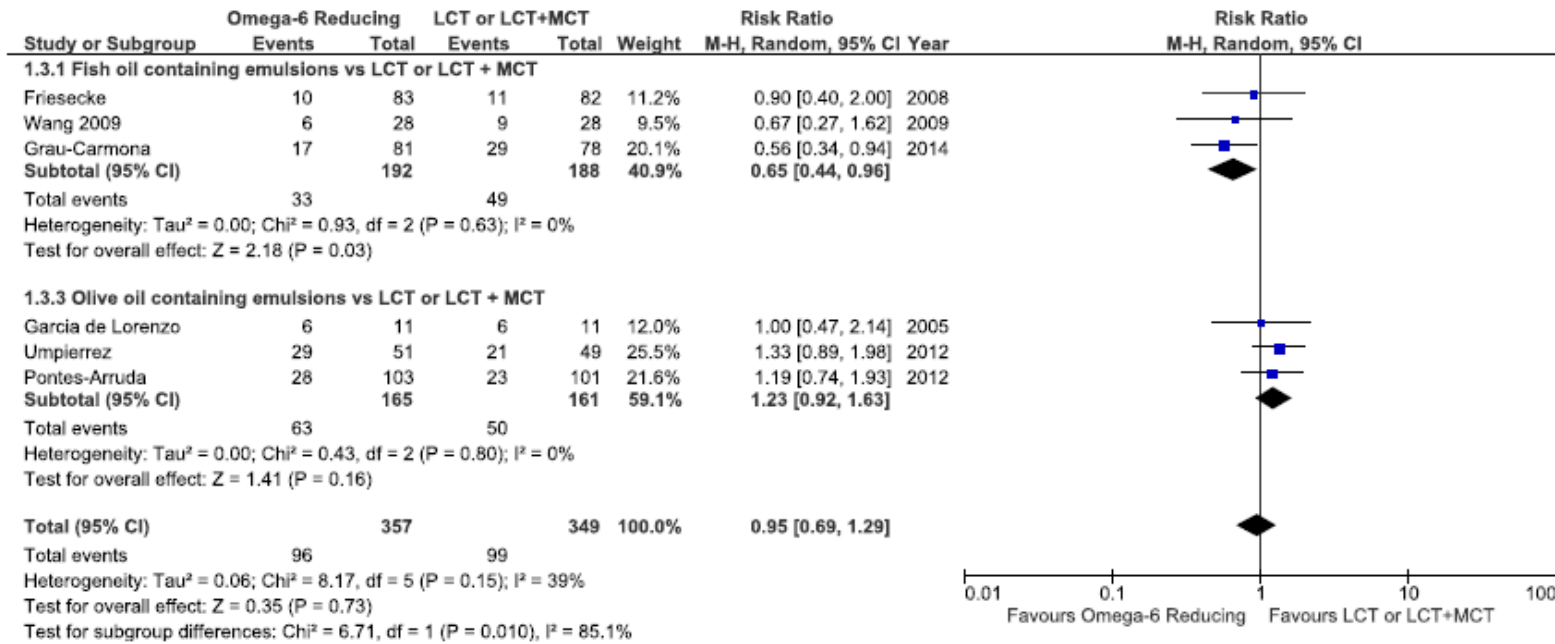 Omega-6 Reducing LCT or LCT+MCT Risk Ratio Risk Ratio
Study or Subgroup Events Total Events Total Weight M-H, Random, 95% CI Year M-H, Random, 95% CI
1.3.1 Fish oil containing emulsions vs LCT or LCT + MCT
Friesecke 10 83 11 82 11.2% 0.90 [0.40, 2.00] 2008
Wang 2009 6 28 9 28 9.5% 0.67 [0.27, 1.62] 2009
Grau-Carmona 17 81 29 78 20.1% 0.56 [0.34, 0.94] 2014
Subtotal (95% CI) 192 188 40.9% 0.65 [0.44, 0.96]
Total events 33 49
Heterogeneity: Tau² = 0.00; Chi² = 0.93, df = 2 (P = 0.63); I² = 0%
Test for overall effect: Z = 2.18 (P = 0.03)
1.3.3 Olive oil containing emulsions vs LCT or LCT + MCT
Garcia de Lorenzo 6 11 6 11 12.0% 1.00 [0.47, 2.14] 2005
Umpierrez 29 51 21 49 25.5% 1.33 [0.89, 1.98] 2012
Pontes-Arruda 28 103 23 101 21.6% 1.19 [0.74, 1.93] 2012
Subtotal (95% CI) 165 161 59.1% 1.23 [0.92, 1.63]
Total events 63 50
Heterogeneity: Tau² = 0.00; Chi² = 0.43, df = 2 (P = 0.80); I² = 0%
Test for overall effect: Z = 1.41 (P = 0.16)
Total (95% CI) 357 349 100.0% 0.95 [0.69, 1.29]
Total events 96 99
Heterogeneity: Tau² = 0.06; Chi² = 8.17, df = 5 (P = 0.15); I² = 39%
Test for overall effect: Z = 0.35 (P = 0.73)
Test for subgroup differences: Chi² = 6.71, df = 1 (P = 0.010), I² = 85.1%
0.01 0.1 1 10 100
Favours Omega-6 Reducing Favours LCT or LCT+MCT